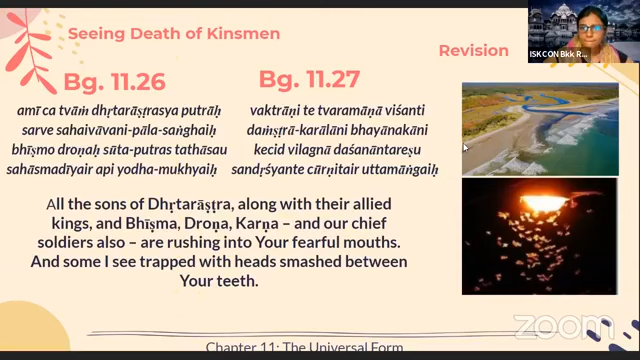 Seeing Death of Kinsmen
Revision
ISKCON Bkk R...
Bg. 11.26
amī ca tvāṁ dhṛtarāṣṭrasya putrāḥ
sarve sahaivāvani-pāla-saṅghaiḥ
bhīṣmo droṇaḥ sūta-putras tathāsau
sahāsmadīyair api yodha-mukhyaiḥ
Bg. 11.27
vaktrāṇi te tvaramāṇā viśanti
daṁṣṭrā-karālāni bhayānakāni
kecid vilagnā daśanāntareṣu
sandṛśyante cūrṇitair uttamāṅgaiḥ
All the sons of Dhṛtarāṣṭra, along with their allied
kings, and Bhīṣma, Droṇa, Karṇa – and our chief
soldiers also – are rushing into Your fearful mouths.
And some I see trapped with heads smashed between
Your teeth.
Chapter 11: The Universal Form
zoom